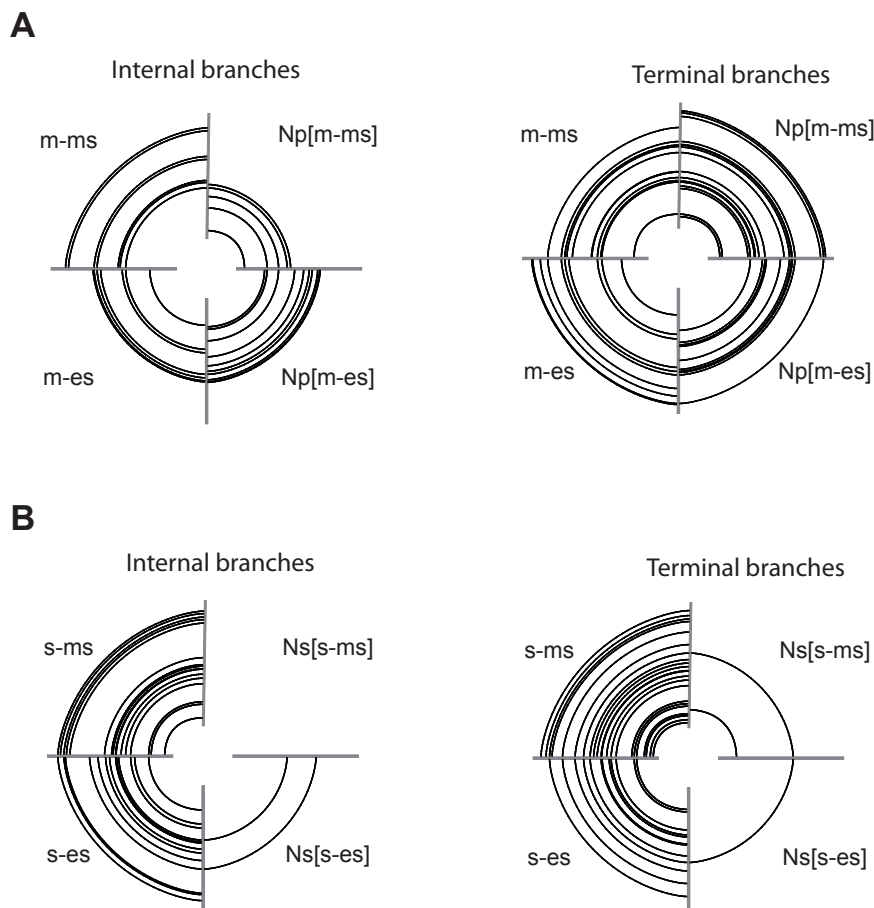 A
Internal branches
Terminal branches
m-ms
Np[m-ms]
m-ms
Np[m-ms]
m-es
Np[m-es]
m-es
Np[m-es]
B
Internal branches
Terminal branches
s-ms
Ns[s-ms]
s-ms
Ns[s-ms]
s-es
Ns[s-es]
s-es
Ns[s-es]